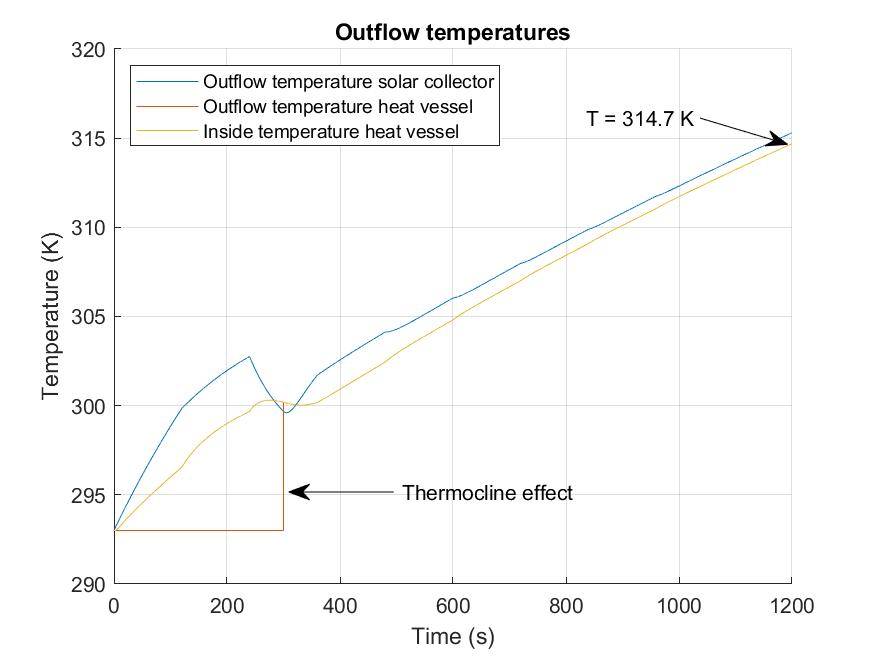 Outflow temperatures
320
Outflow temperature solar collector
Outflow temperature heat vessel
Inside temperature heat vessel
T = 314.7 K
315
310
Temperature (K)
305
300
295
Thermocline effect
290
0 200 400 600 800 1000 1200
Time (s)